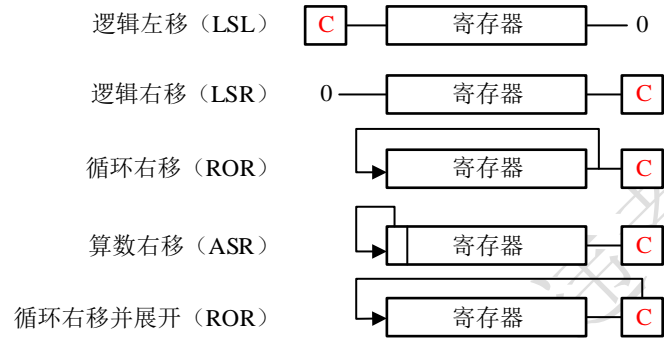 逻辑左移（LSL） C 寄存器 0
逻辑右移（LSR） 0 寄存器 C
循环右移（ROR） 寄存器 C
算数右移（ASR） 寄存器 C
循环右移并展开（ROR） 寄存器 C